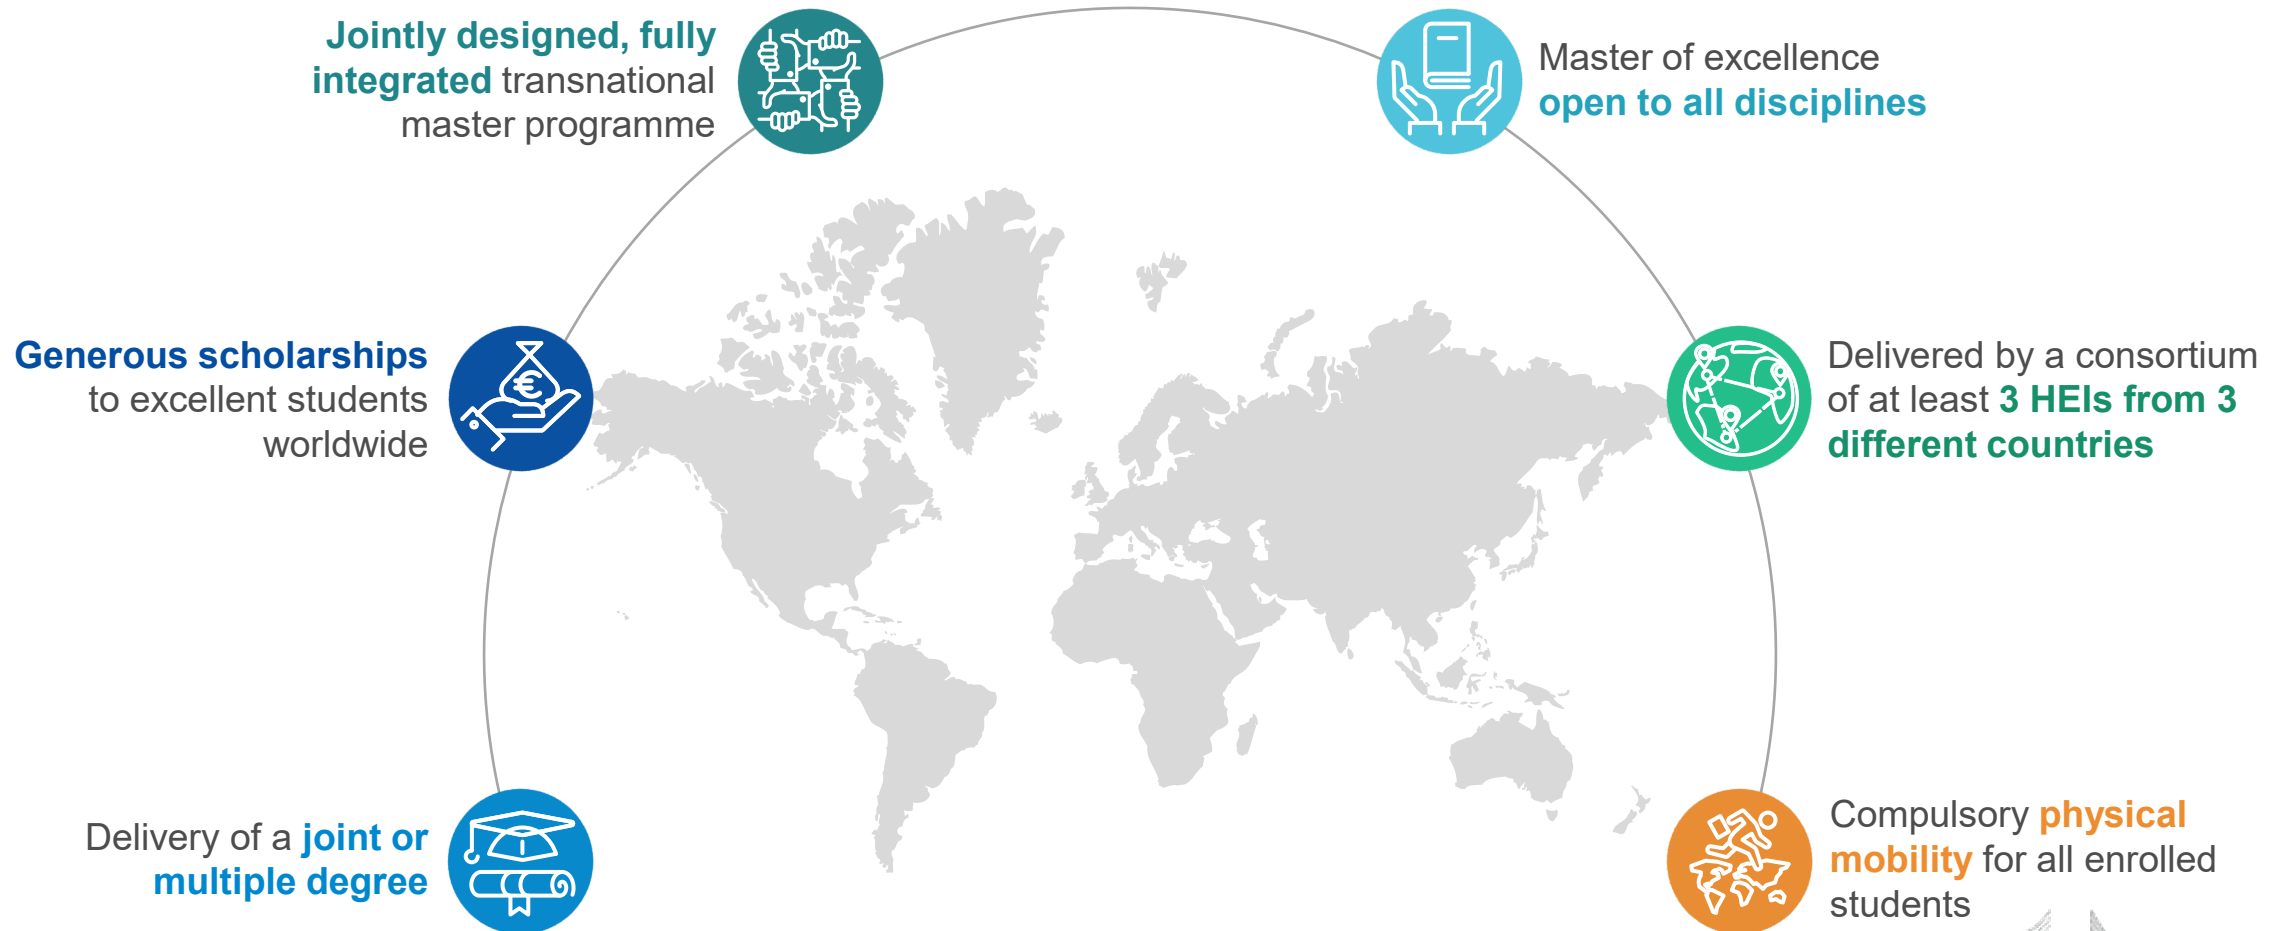 Jointly designed, fully
integrated transnational
master programme
Master of excellence
open to all disciplines
Generous scholarships
to excellent students
worldwide
€
Delivered by a consortium
of at least 3 HEIs from 3
different countries
Delivery of a joint or
multiple degree
Compulsory physical
mobility for all enrolled
students